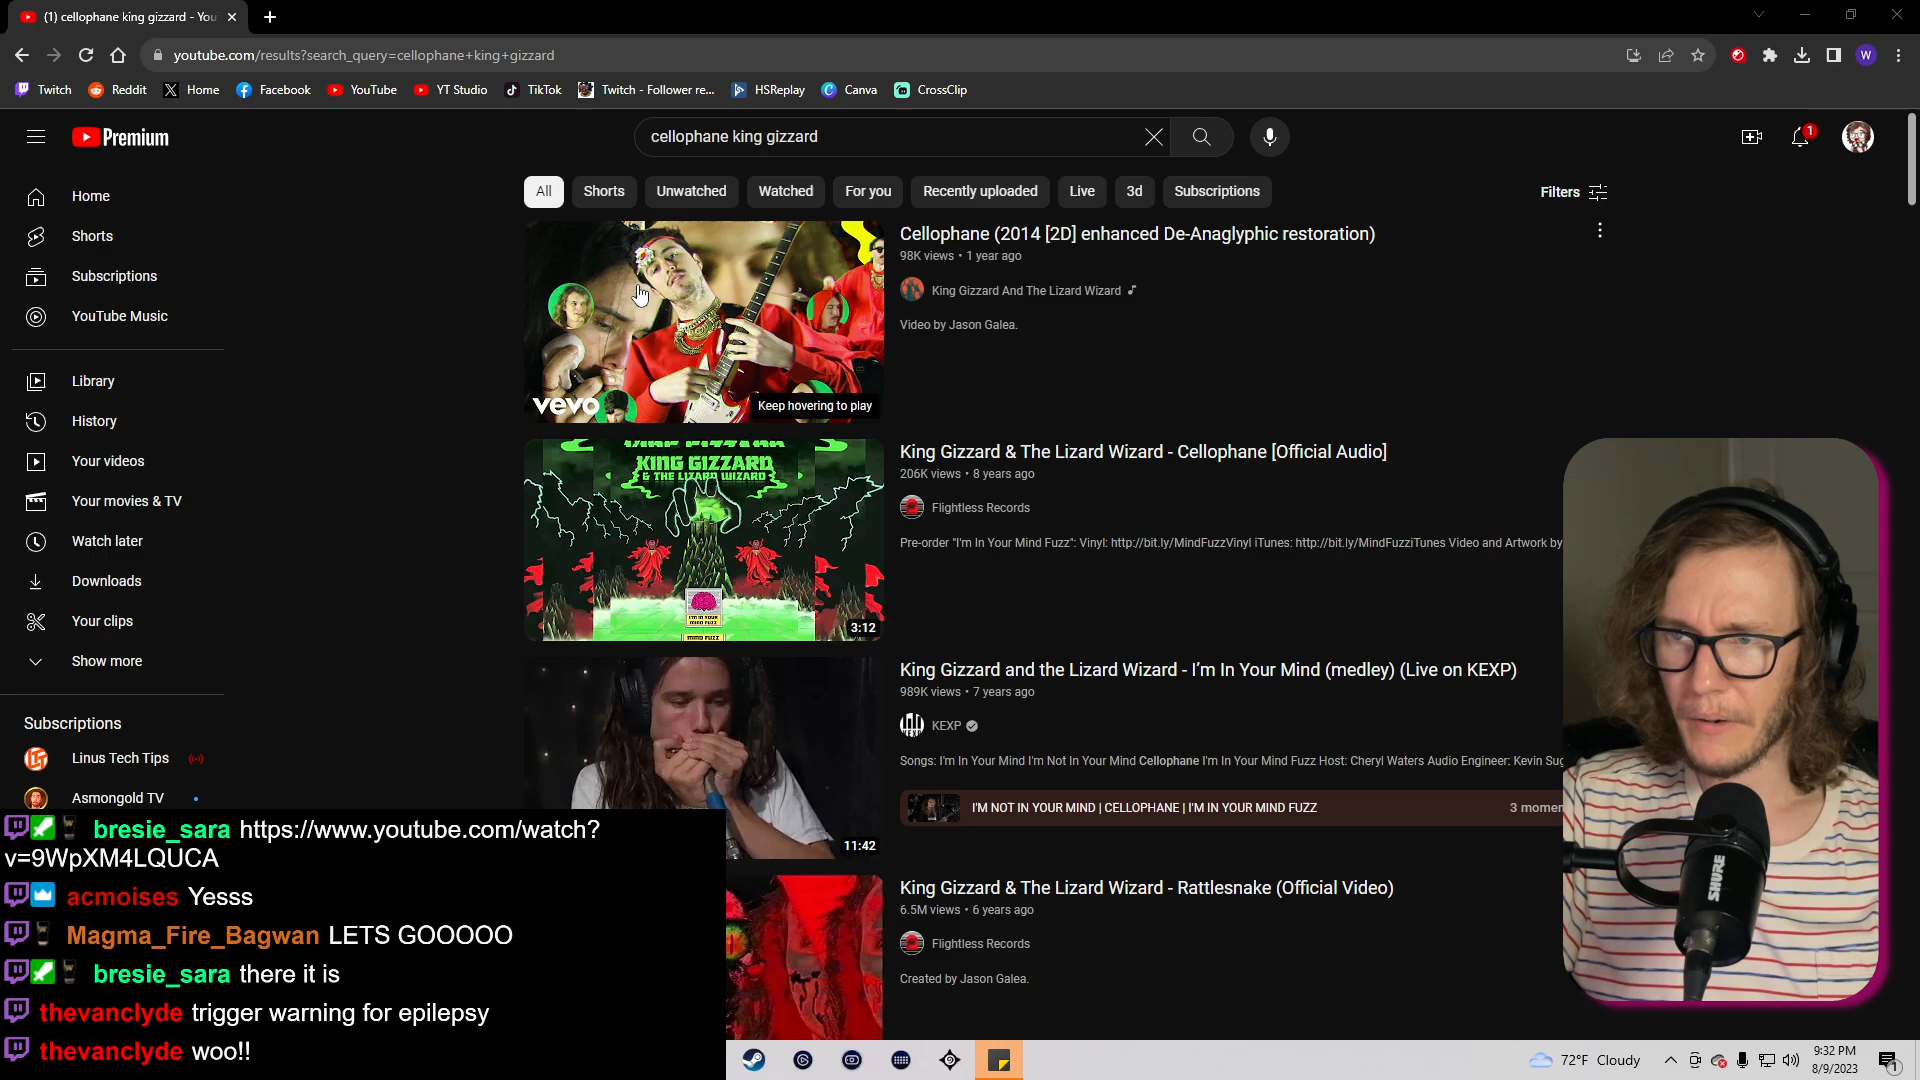 (1) cellophane king gizzard - You
youtube.com/results?search_query=cellophane+king+gizzard
W
Twitch
Reddit
Home
Facebook
YouTube
YT Studio
TikTok
Twitch - Follower re...
HSReplay
Canva
CrossClip
Premium
cellophane king gizzard
1
All
Shorts
Unwatched
Watched
For you
Recently uploaded
Live
3d
Subscriptions
Filters
Home
Shorts
Subscriptions
YouTube Music
Library
History
Your videos
Your movies & TV
Watch later
Downloads
Your clips
Show more
Subscriptions
Linus Tech Tips
Asmongold TV
vevo
Keep hovering to play
Cellophane (2014 [2D] enhanced De-Anaglyphic restoration)
98K views • 1 year ago
King Gizzard And The Lizard Wizard
Video by Jason Galea.
KING GIZZARD
& THE LIZARD WIZARD
I'M IN YOUR
MIND FUZZ
MIND FUZZ
3:12
King Gizzard & The Lizard Wizard - Cellophane [Official Audio]
206K views • 8 years ago
Flightless Records
Pre-order "I'm In Your Mind Fuzz": Vinyl: http://bit.ly/MindFuzzVinyl iTunes: http://bit.ly/MindFuzziTunes Video and Artwork by
11:42
King Gizzard and the Lizard Wizard - I'm In Your Mind (medley) (Live on KEXP)
989K views • 7 years ago
KEXP
Songs: I'm In Your Mind I'm Not In Your Mind Cellophane I'm In Your Mind Fuzz Host: Cheryl Waters Audio Engineer: Kevin Sug
I'M NOT IN YOUR MIND | CELLOPHANE | I'M IN YOUR MIND FUZZ
3 momen
King Gizzard & The Lizard Wizard - Rattlesnake (Official Video)
6.5M views • 6 years ago
Flightless Records
Created by Jason Galea.
bresie_sara https://www.youtube.com/watch?
v=9WpXM4LQUCA
acmoises Yesss
Magma_Fire_Bagwan LETS GOOOOO
bresie_sara there it is
thevanclyde trigger warning for epilepsy
thevanclyde woo!!
SHURE
72°F Cloudy
9:32 PM
8/9/2023
1